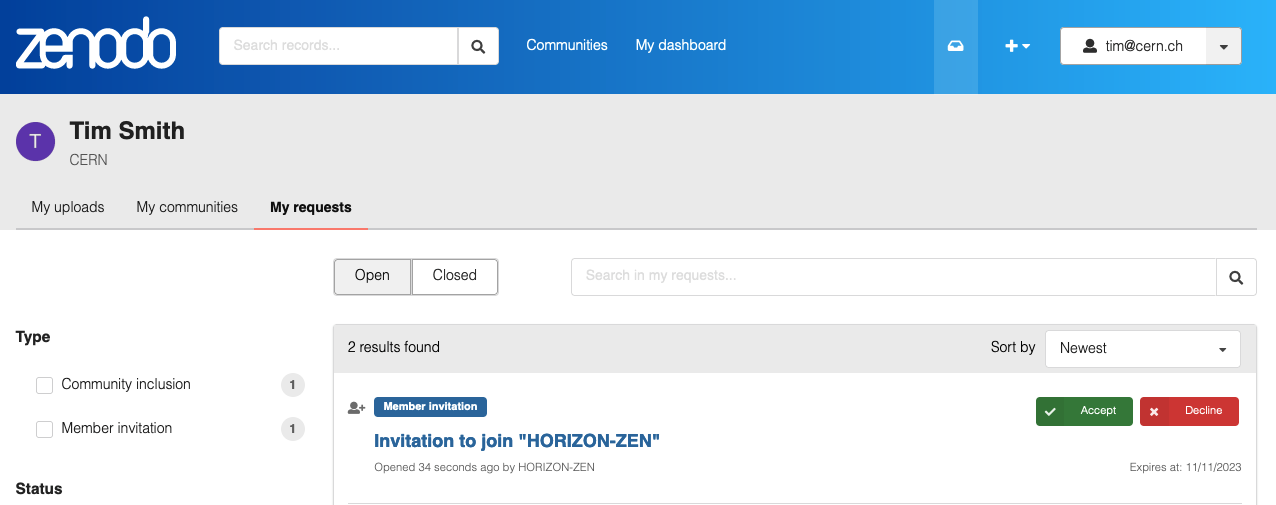 zenodo
Search records...
Communities
My dashboard
tim@cern.ch
T
Tim Smith
CERN
My uploads
My communities
My requests
Open
Closed
Search in my requests...
Type
Community inclusion
1
Member invitation
1
Status
2 results found
Sort by
Newest
Member invitation
Accept
Decline
Invitation to join "HORIZON-ZEN"
Opened 34 seconds ago by HORIZON-ZEN
Expires at: 11/11/2023